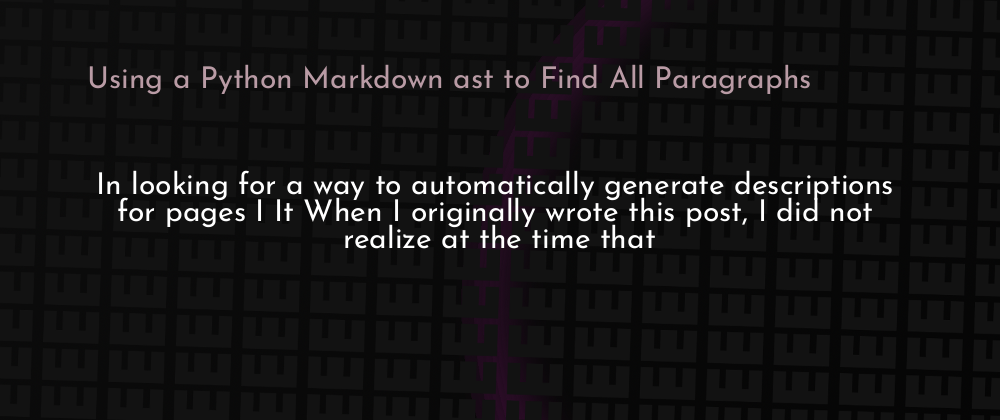 Using a Python Markdown ast to Find All Paragraphs
In looking for a way to automatically generate descriptions
for pages I It When I originally wrote this post, I did not
realize at the time that